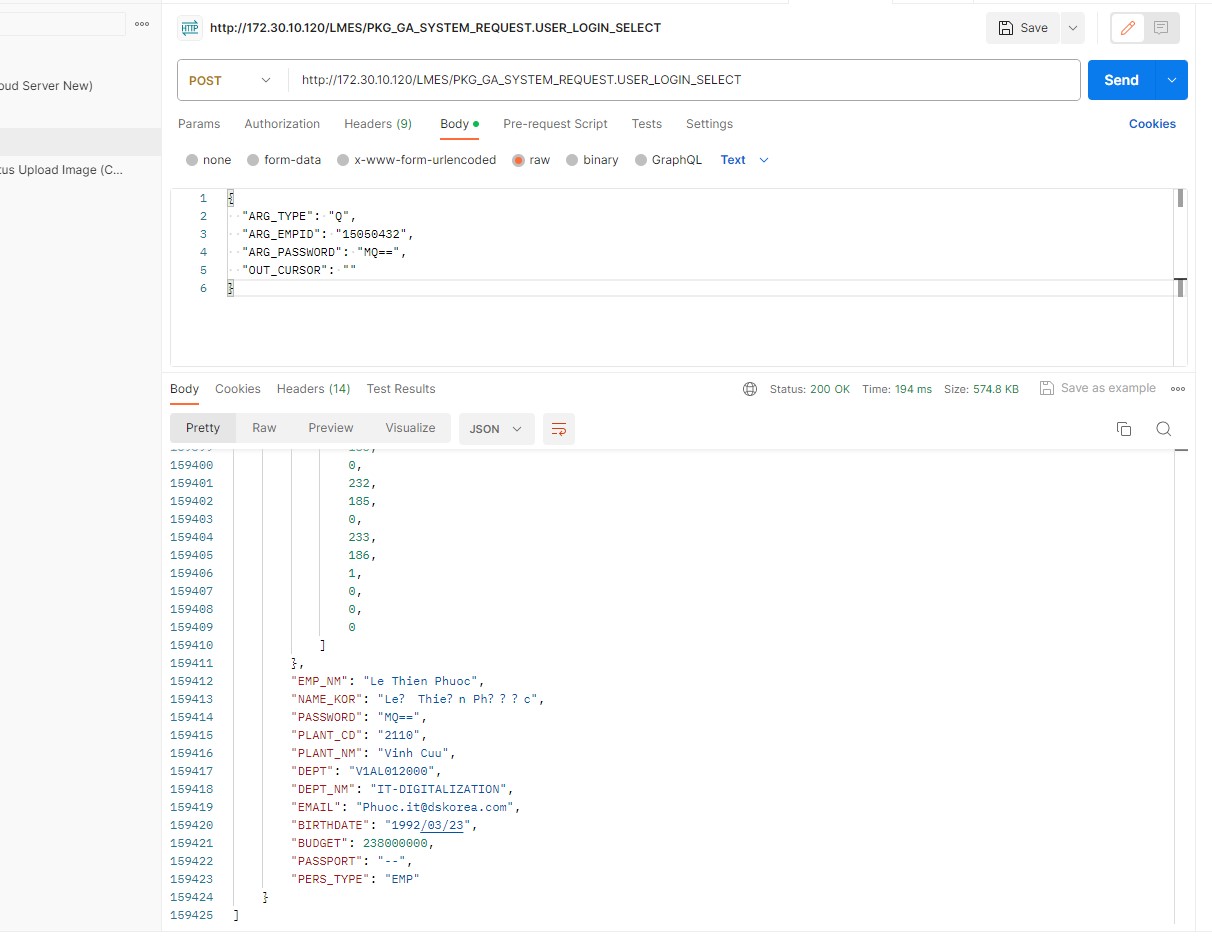 http://172.30.10.120/LMES/PKG_GA_SYSTEM_REQUEST.USER_LOGIN_SELECT
Save
POST
http://172.30.10.120/LMES/PKG_GA_SYSTEM_REQUEST.USER_LOGIN_SELECT
Send
oud Server New)
Params Authorization Headers (9) Body Pre-request Script Tests Settings Cookies
none form-data x-www-form-urlencoded raw binary GraphQL Text
tus Upload Image (C...
1 {
2 "ARG_TYPE": "Q",
3 "ARG_EMPID": "15050432",
4 "ARG_PASSWORD": "MQ==",
5 "OUT_CURSOR": ""
6 }
Body Cookies Headers (14) Test Results Status: 200 OK Time: 194 ms Size: 574.8 KB Save as example
Pretty Raw Preview Visualize JSON
159400 0,
159401 232,
159402 185,
159403 0,
159404 233,
159405 186,
159406 1,
159407 0,
159408 0,
159409 0
159410 ]
159411 },
159412 "EMP_NM": "Le Thien Phuoc",
159413 "NAME_KOR": "Le? Thie? n Ph? ? ? c",
159414 "PASSWORD": "MQ==",
159415 "PLANT_CD": "2110",
159416 "PLANT_NM": "Vinh Cuu",
159417 "DEPT": "V1AL012000",
159418 "DEPT_NM": "IT-DIGITALIZATION",
159419 "EMAIL": "Phuoc.it@dskorea.com",
159420 "BIRTHDATE": "1992/03/23",
159421 "BUDGET": 238000000,
159422 "PASSPORT": "--",
159423 "PERS_TYPE": "EMP"
159424 }
159425 ]